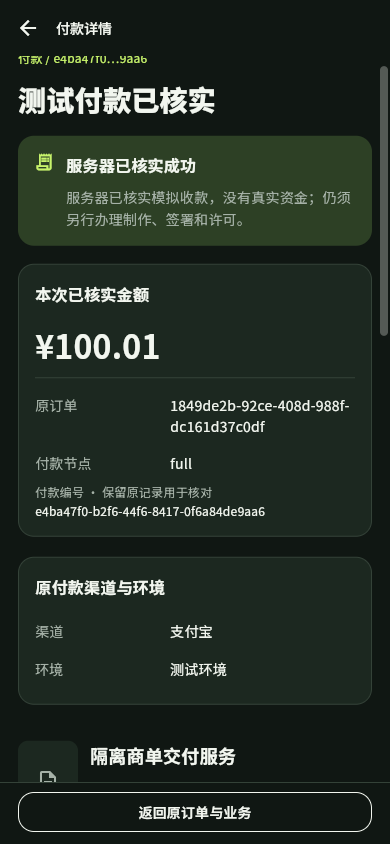 付款详情
付款 / e4ba47f0…9aa6
测试付款已核实
服务器已核实成功
服务器已核实模拟收款，没有真实资金；仍须
另行办理制作、签署和许可。
本次已核实金额
¥100.01
原订单
1849de2b-92ce-408d-988f-
dc161d37c0df
付款节点
full
付款编号 · 保留原记录用于核对
e4ba47f0-b2f6-44f6-8417-0f6a84de9aa6
原付款渠道与环境
渠道
支付宝
环境
测试环境
隔离商单交付服务
返回原订单与业务